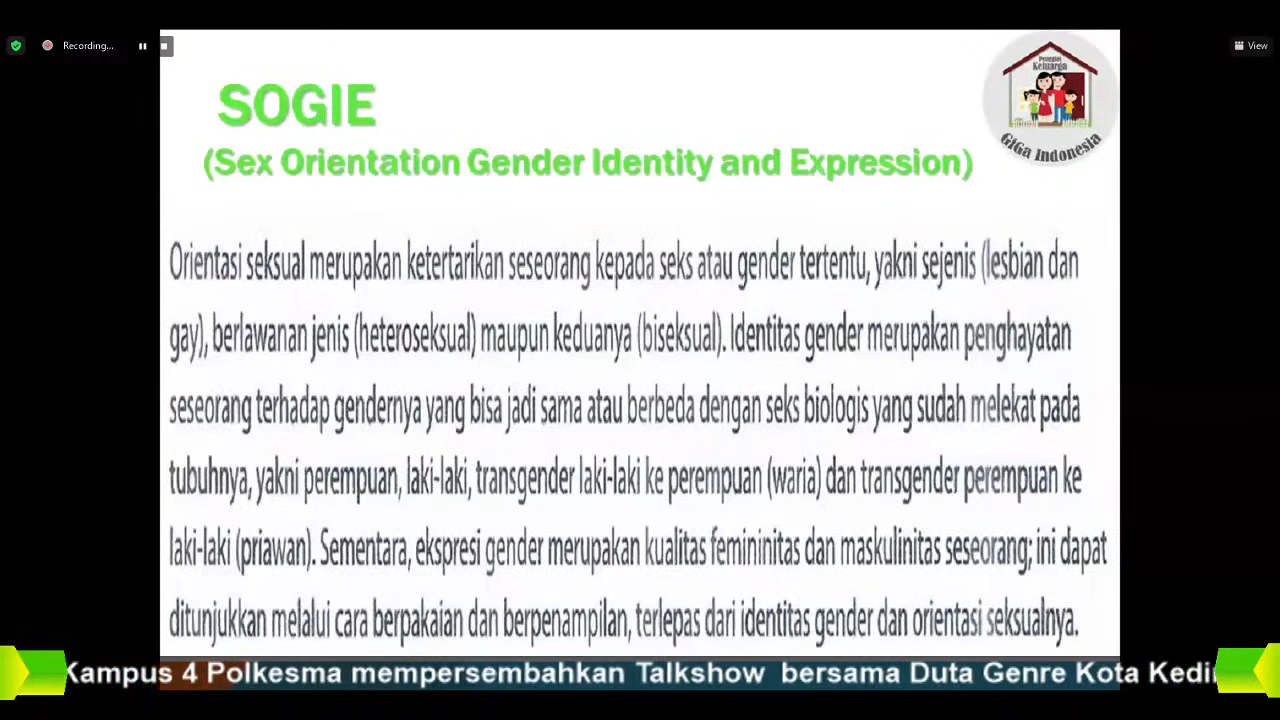 Recording...
View
Penggiat
Keluarga
GiGa Indonesia
SOGIE
(Sex Orientation Gender Identity and Expression)
Orientasi seksual merupakan ketertarikan seseorang kepada seks atau gender tertentu, yakni sejenis (lesbian dan
gay), berlawanan jenis (heteroseksual) maupun keduanya (biseksual). Identitas gender merupakan penghayatan
seseorang terhadap gendernya yang bisa jadi sama atau berbeda dengan seks biologis yang sudah melekat pada
tubuhnya, yakni perempuan, laki-laki, transgender laki-laki ke perempuan (waria) dan transgender perempuan ke
laki-laki (priawan). Sementara, ekspresi gender merupakan kualitas femininitas dan maskulinitas seseorang; ini dapat
ditunjukkan melalui cara berpakaian dan berpenampilan, terlepas dari identitas gender dan orientasi seksualnya.
Kampus 4 Polkesma mempersembahkan Talkshow bersama Duta Genre Kota Kedir